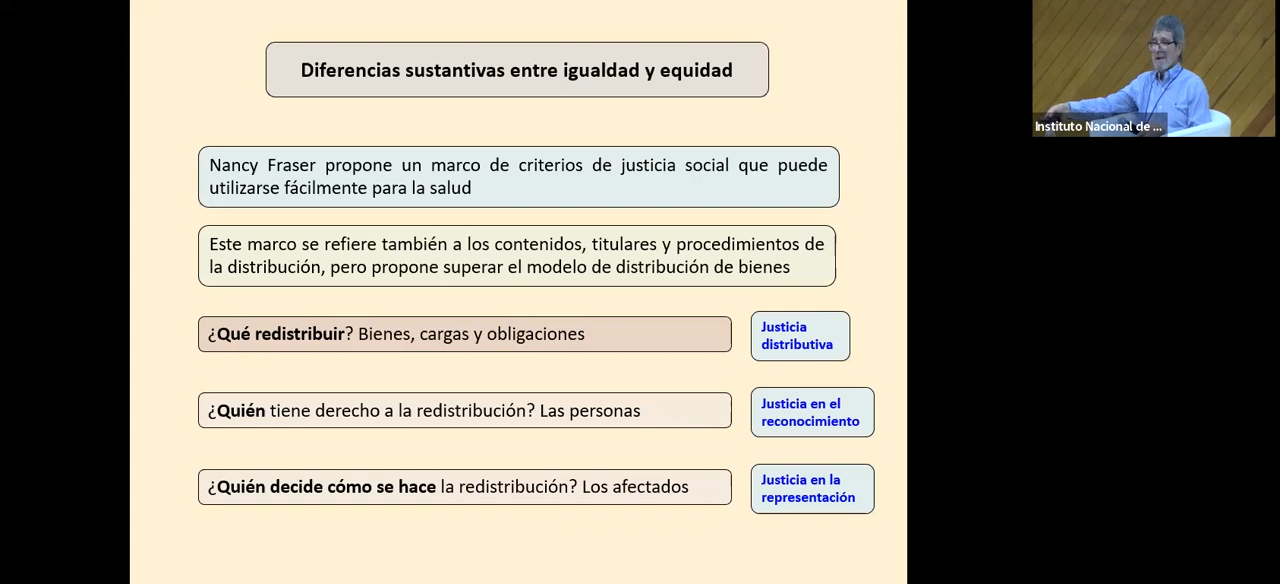 Diferencias sustantivas entre igualdad y equidad
Instituto Nacional de ...
Nancy Fraser propone un marco de criterios de justicia social que puede
utilizarse fácilmente para la salud
Este marco se refiere también a los contenidos, titulares y procedimientos de
la distribución, pero propone superar el modelo de distribución de bienes
¿Qué redistribuir? Bienes, cargas y obligaciones
Justicia
distributiva
¿Quién tiene derecho a la redistribución? Las personas
Justicia en el
reconocimiento
¿Quién decide cómo se hace la redistribución? Los afectados
Justicia en la
representación